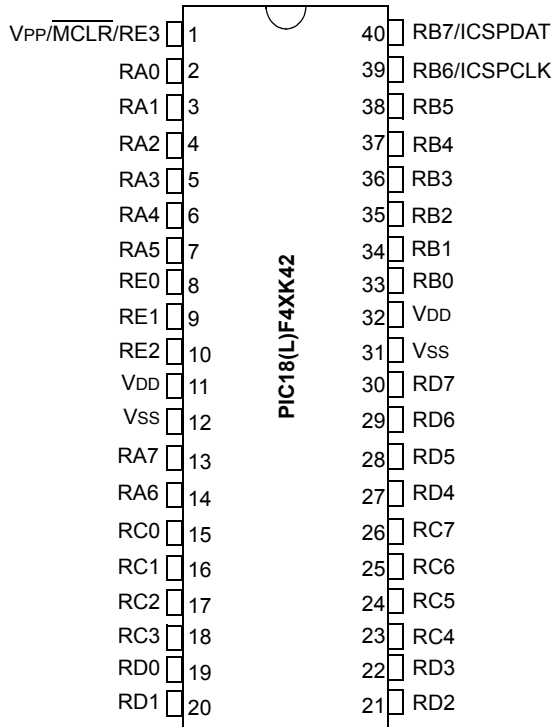 VPP/MCLR/RE3 1 40 RB7/ICSPDAT
RA0 2 39 RB6/ICSPCLK
RA1 3 38 RB5
RA2 4 37 RB4
RA3 5 36 RB3
RA4 6 35 RB2
RA5 7 34 RB1
RE0 8 33 RB0
RE1 9 32 VDD
RE2 10 31 VSS
VDD 11 30 RD7
VSS 12 29 RD6
RA7 13 28 RD5
RA6 14 27 RD4
RC0 15 26 RC7
RC1 16 25 RC6
RC2 17 24 RC5
RC3 18 23 RC4
RD0 19 22 RD3
RD1 20 21 RD2
PIC18(L)F4XK42